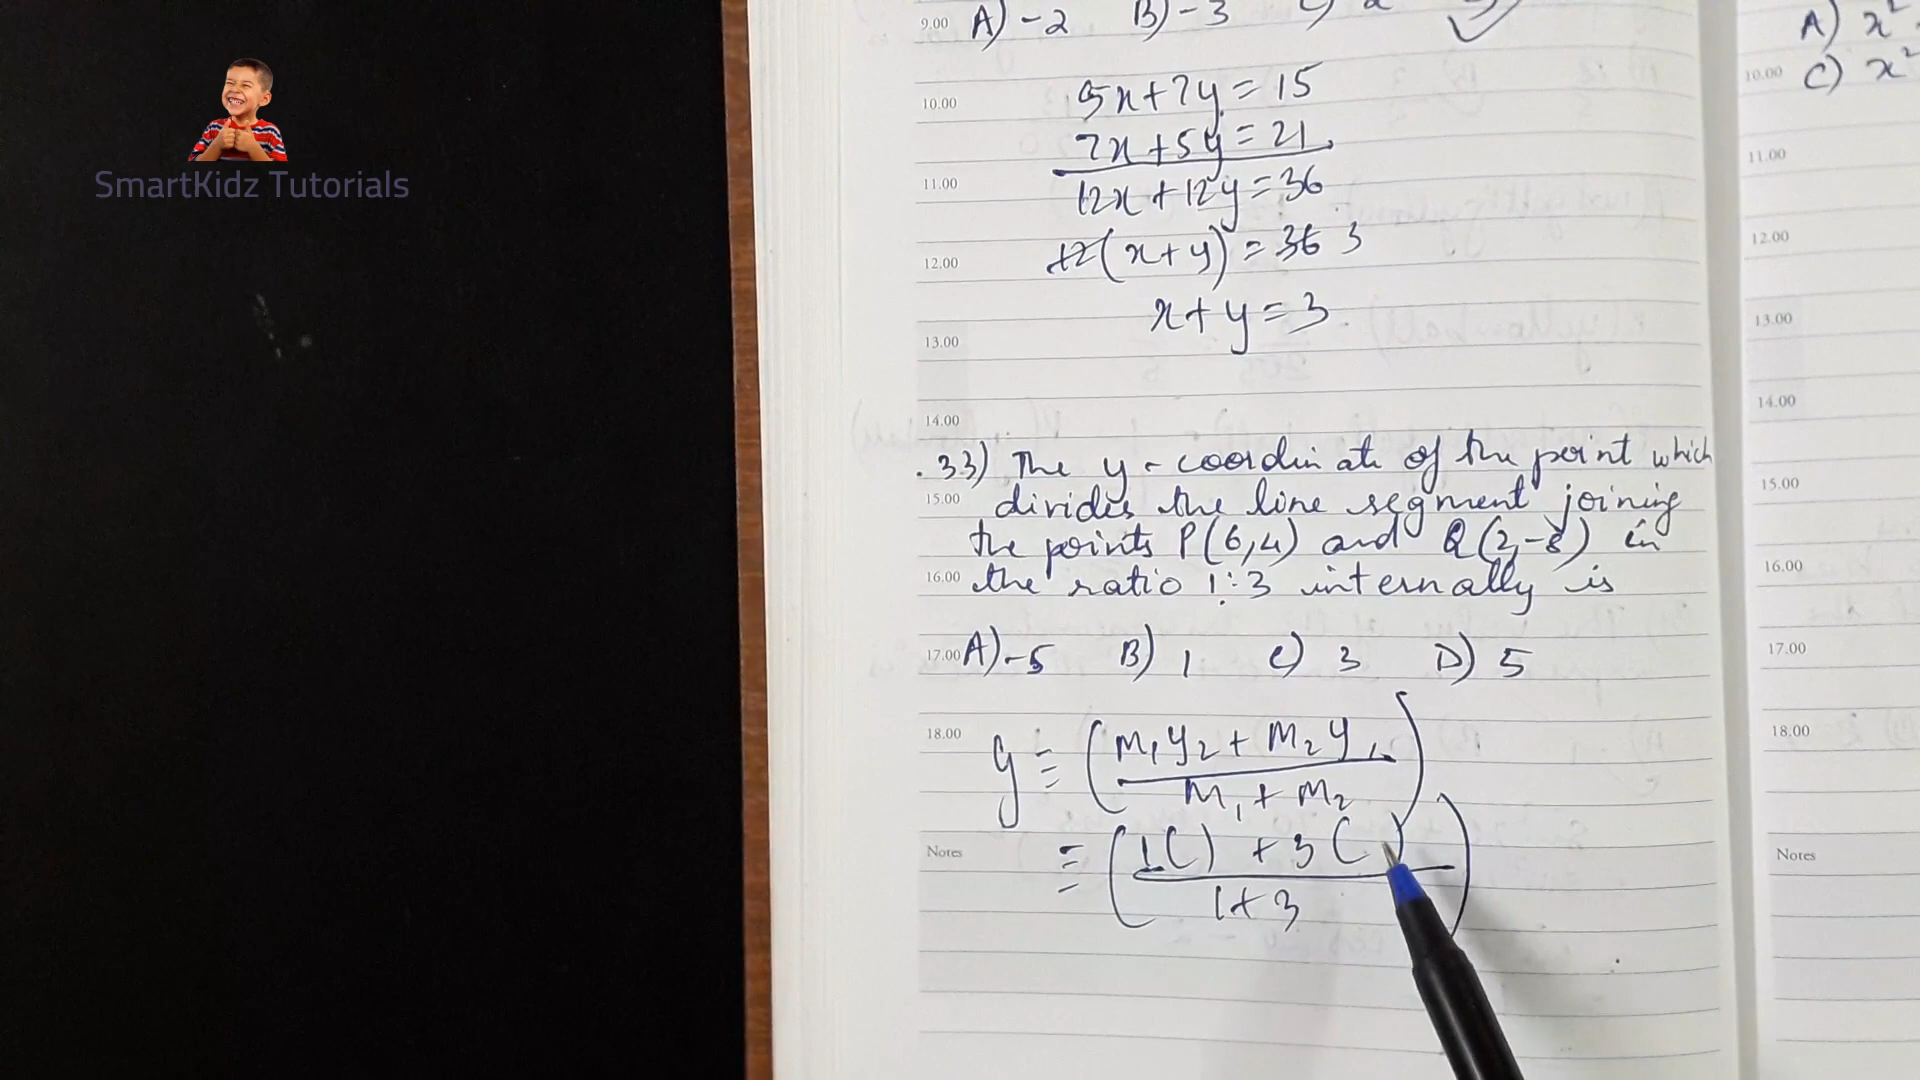 SmartKidz Tutorials
9.00 A) -2 B) -3
10.00 5x+7y = 15
7x+5y = 21
11.00 12x+12y = 36
12.00 12(x+y) = 36 3
x+y = 3
13.00
14.00
33) The y-coordinate of the point which
15.00 divides the line segment joining
the points P(6,4) and Q(2,-8) in
16.00 the ratio 1:3 internally is
17.00 A) -5 B) 1 C) 3 D) 5
18.00 y = (m₁y₂ + m₂y₁
m₁ + m₂)
Notes = (1( ) + 3( )
1+3)
A) x²
10.00 C) x²
11.00
12.00
13.00
14.00
15.00
16.00
17.00
18.00
Notes